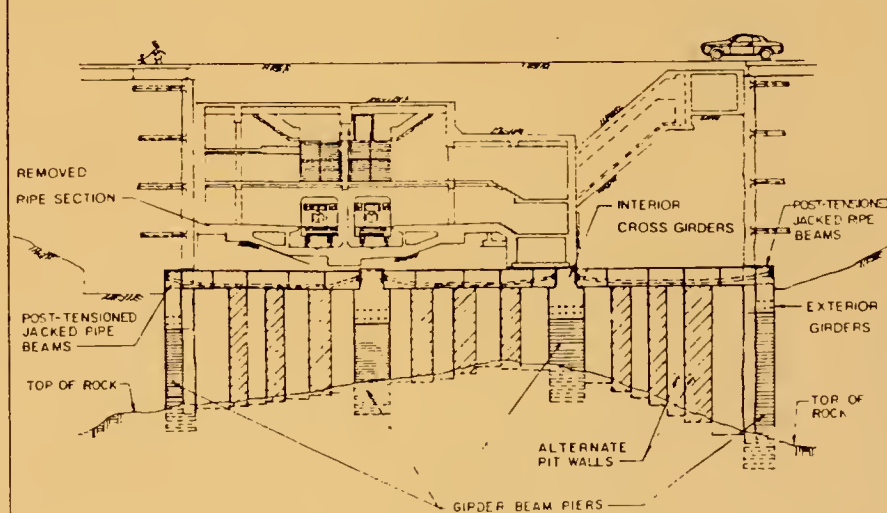 REMOVED
PIPE SECTION
INTERIOR
CROSS GIRDERS
POST-TENSIONED
JACKED PIPE
BEAMS
POST-TENSIONED
JACKED PIPE
BEAMS
EXTERIOR
GIRDERS
TOP OF ROCK
TOP OF
ROCK
ALTERNATE
PIT WALLS
GIRDER BEAM PIERS